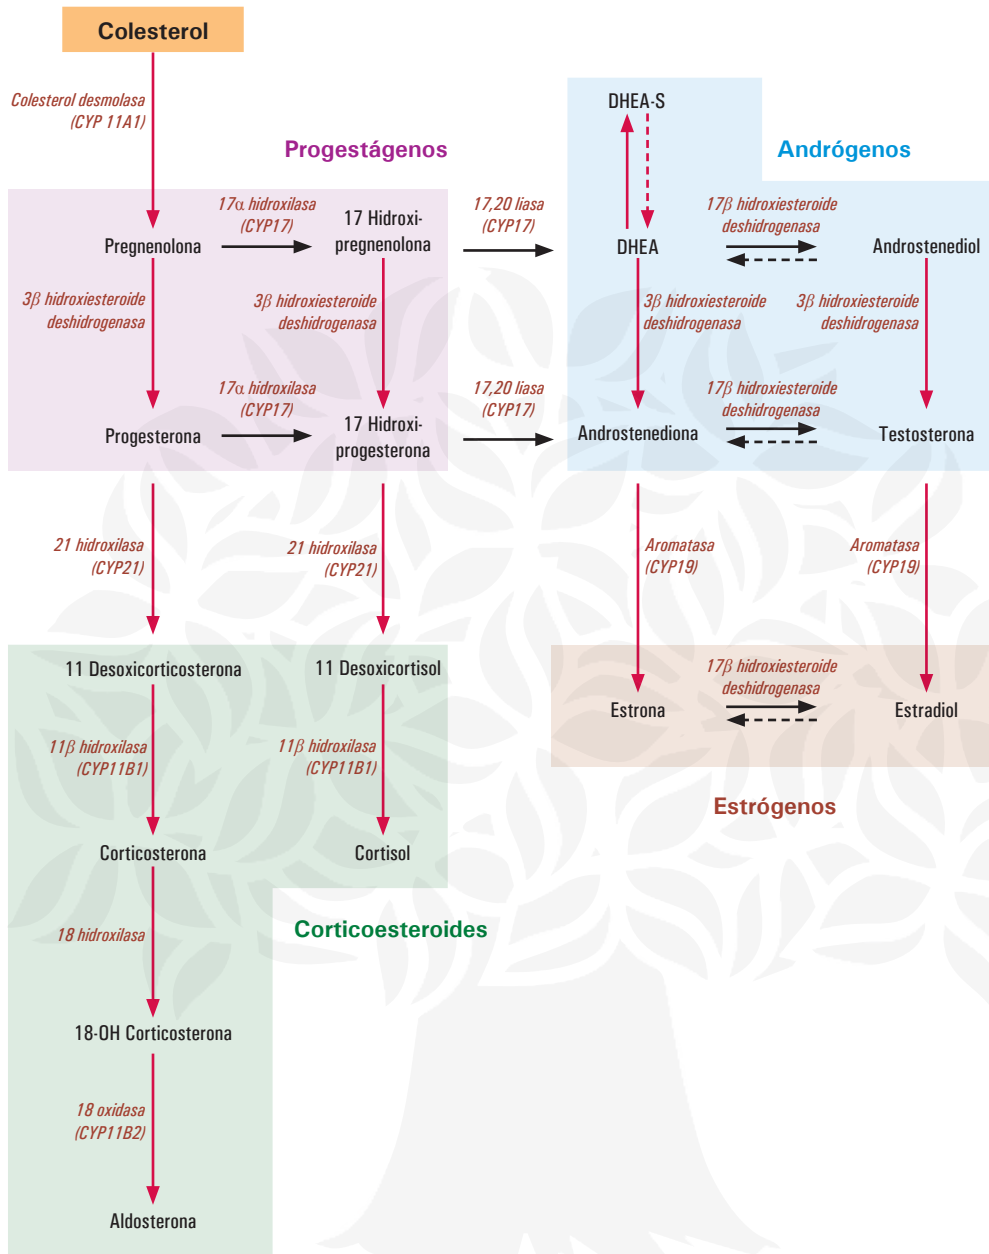 Colesterol
Colesterol desmolasa
(CYP 11A1)
DHEA-S
Progestágenos
Andrógenos
17α hidroxilasa
(CYP17)
17 Hidroxi-
pregnenolona
17,20 liasa
(CYP17)
17β hidroxiesteroide
deshidrogenasa
Pregnenolona
DHEA
Androstenediol
3β hidroxiesteroide
deshidrogenasa
3β hidroxiesteroide
deshidrogenasa
3β hidroxiesteroide
deshidrogenasa
3β hidroxiesteroide
deshidrogenasa
17α hidroxilasa
(CYP17)
17,20 liasa
(CYP17)
17β hidroxiesteroide
deshidrogenasa
Progesterona
17 Hidroxi-
progesterona
Androstenediona
Testosterona
21 hidroxilasa
(CYP21)
21 hidroxilasa
(CYP21)
Aromatasa
(CYP19)
Aromatasa
(CYP19)
11 Desoxicorticosterona
11 Desoxicortisol
17β hidroxiesteroide
deshidrogenasa
Estrona
Estradiol
11β hidroxilasa
(CYP11B1)
11β hidroxilasa
(CYP11B1)
Estrógenos
Corticosterona
Cortisol
18 hidroxilasa
Corticoesteroides
18-OH Corticosterona
18 oxidasa
(CYP11B2)
Aldosterona